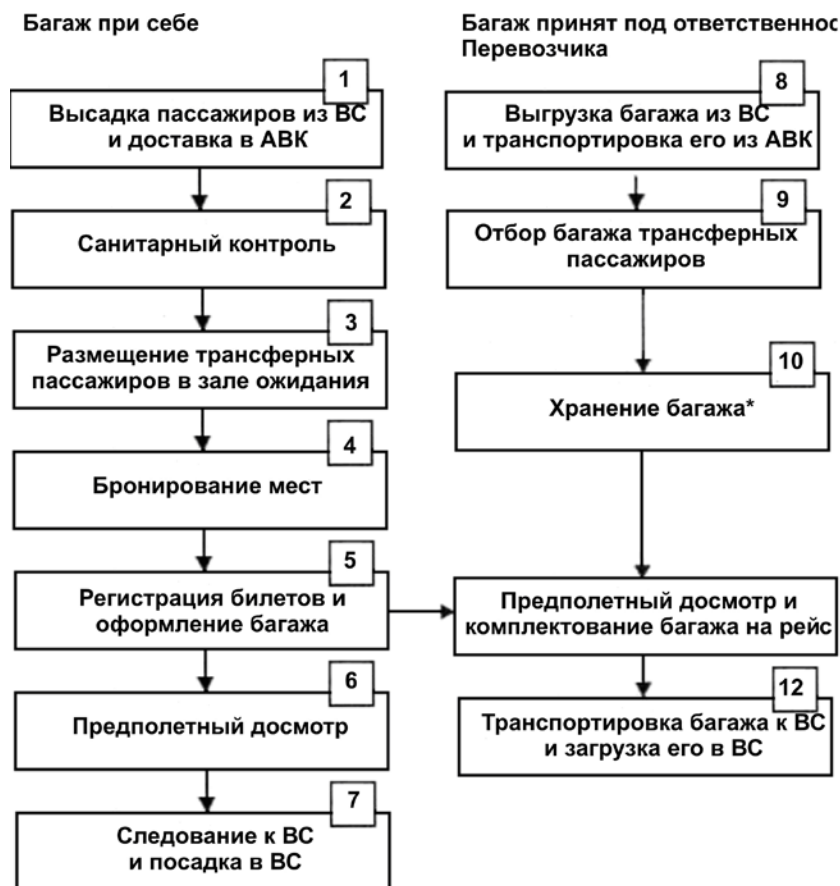 Багаж при себе
1
Высадка пассажиров из ВС
и доставка в АВК
2
Санитарный контроль
3
Размещение трансферных
пассажиров в зале ожидания
4
Бронирование мест
5
Регистрация билетов и
оформление багажа
6
Предполетный досмотр
7
Следование к ВС
и посадка в ВС
Багаж принят под ответственнос
Перевозчика
8
Выгрузка багажа из ВС
и транспортировка его из АВК
9
Отбор багажа трансферных
пассажиров
10
Хранение багажа*
Предполетный досмотр и
комплектование багажа на рейс
12
Транспортировка багажа к ВС
и загрузка его в ВС